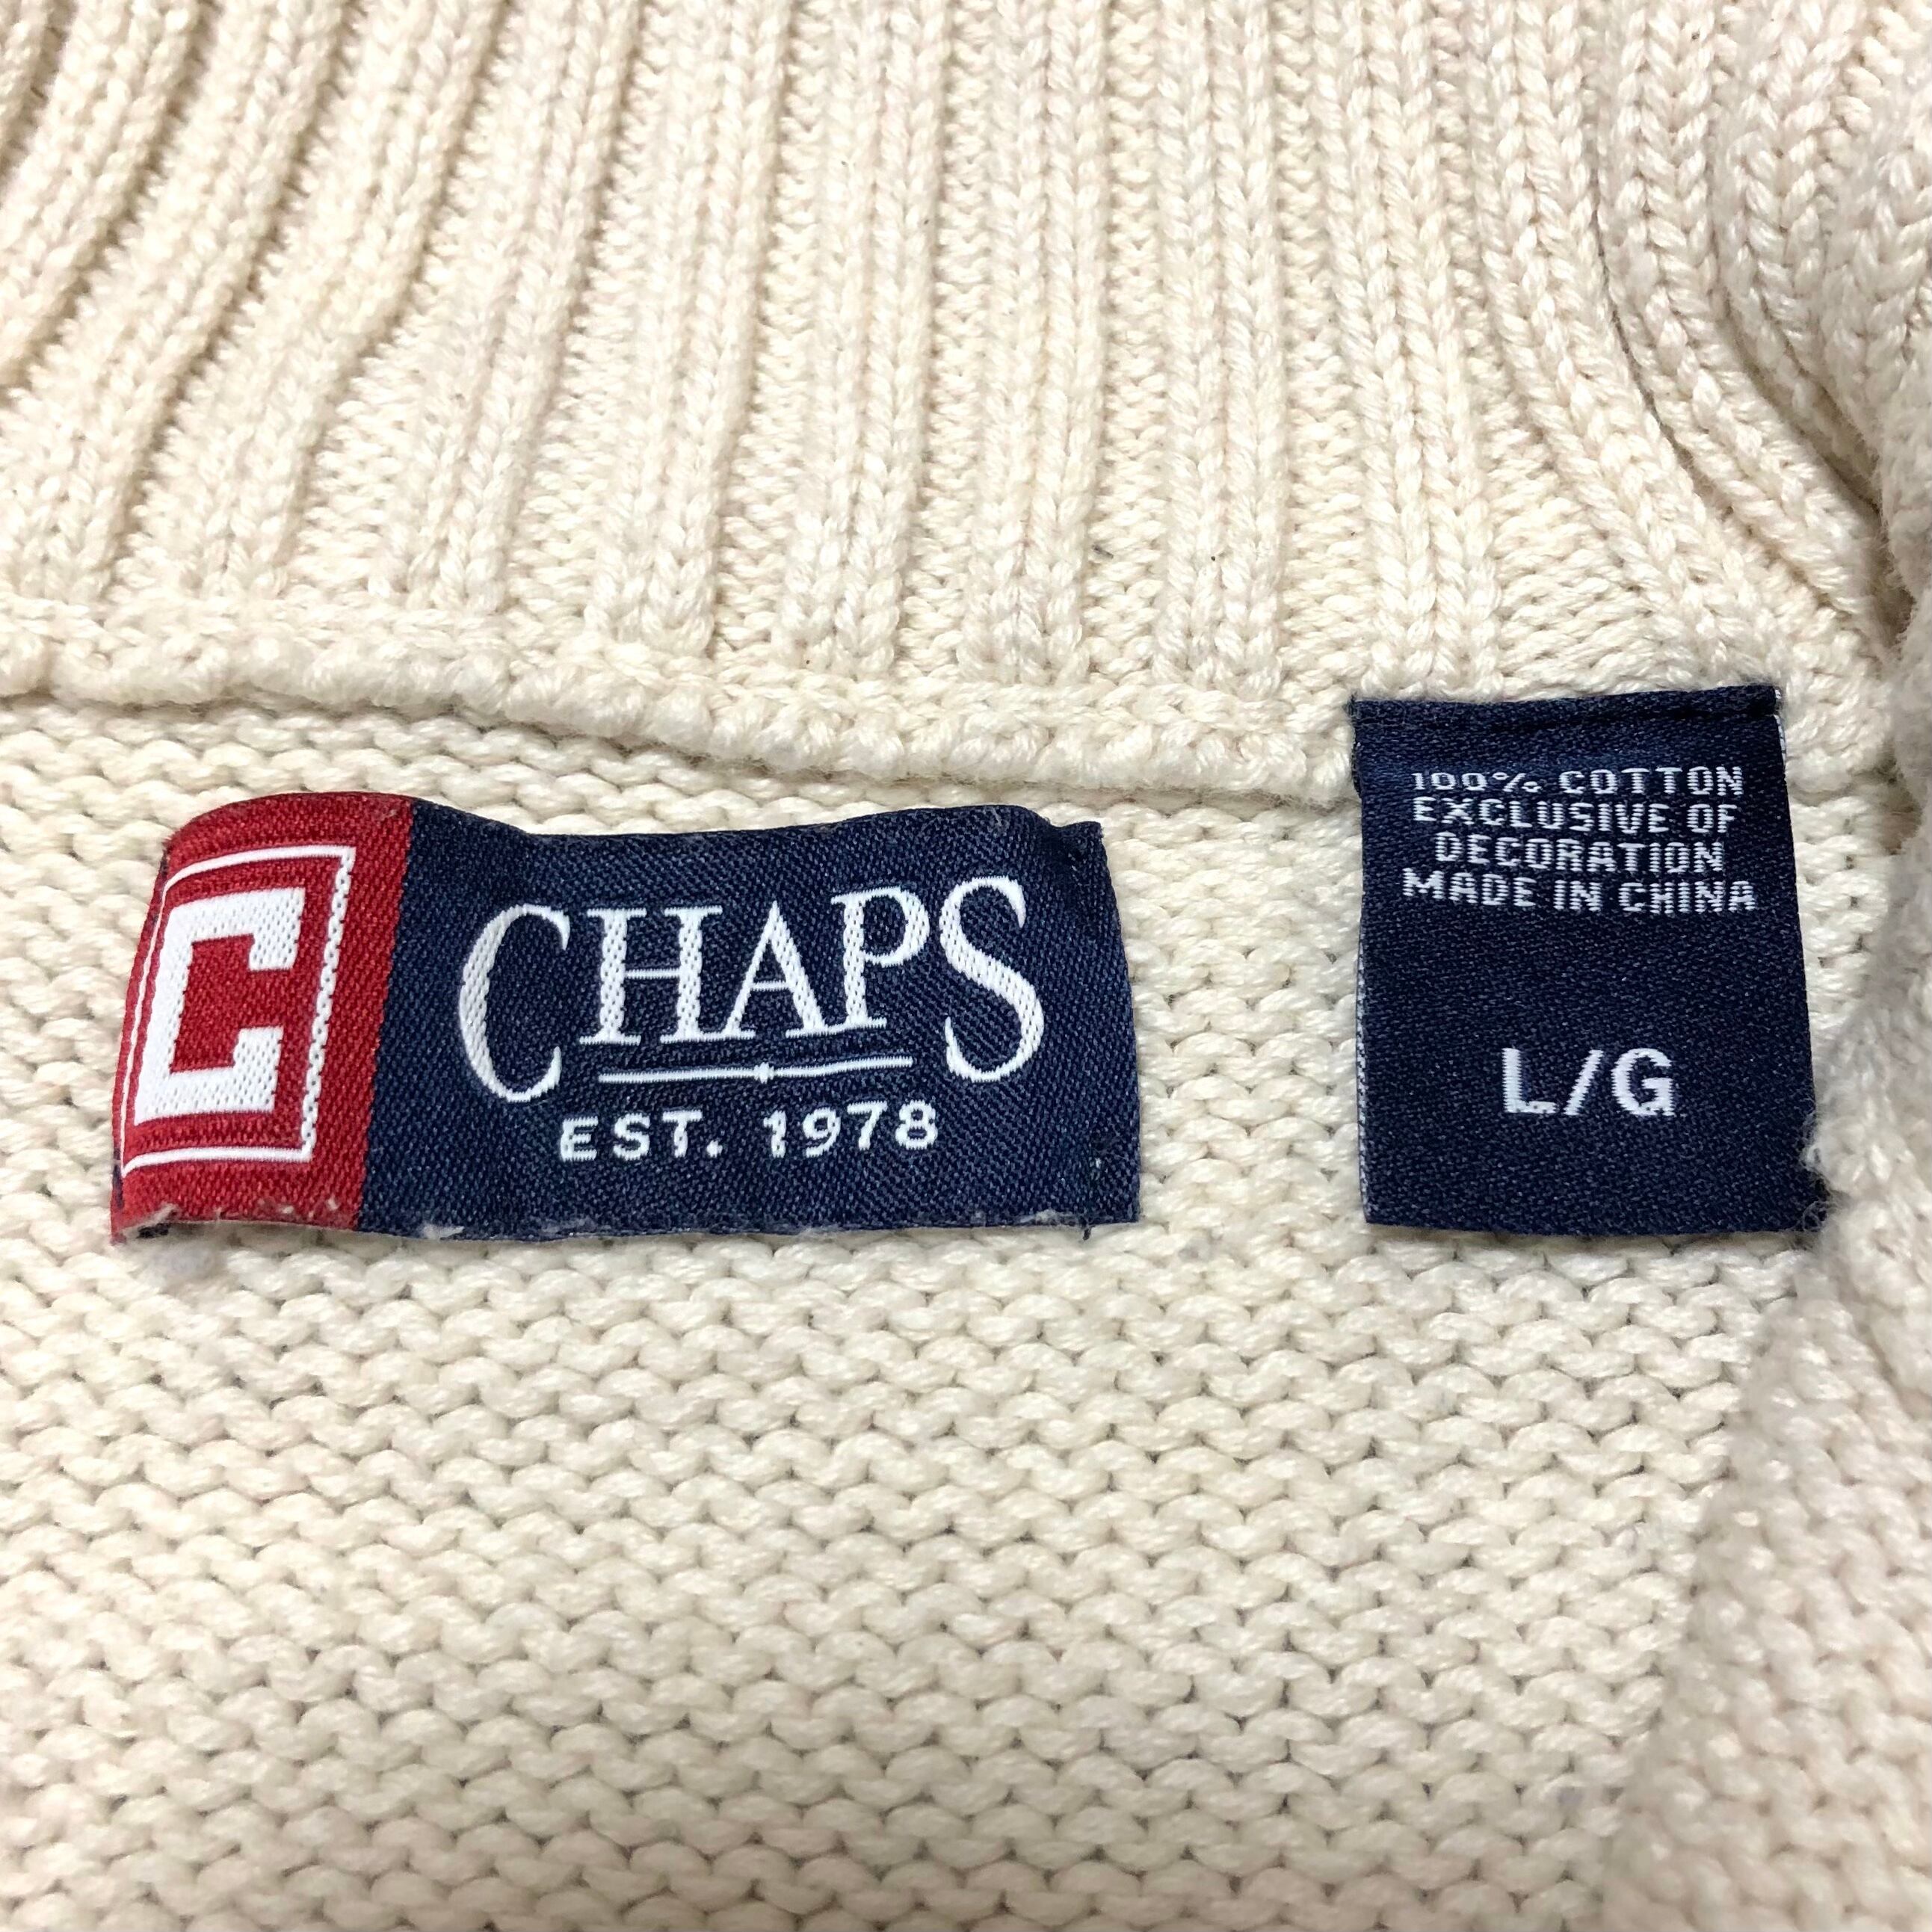 C
CHAPS
EST. 1978
100% COTTON
EXCLUSIVE OF
DECORATION
MADE IN CHINA
L/G